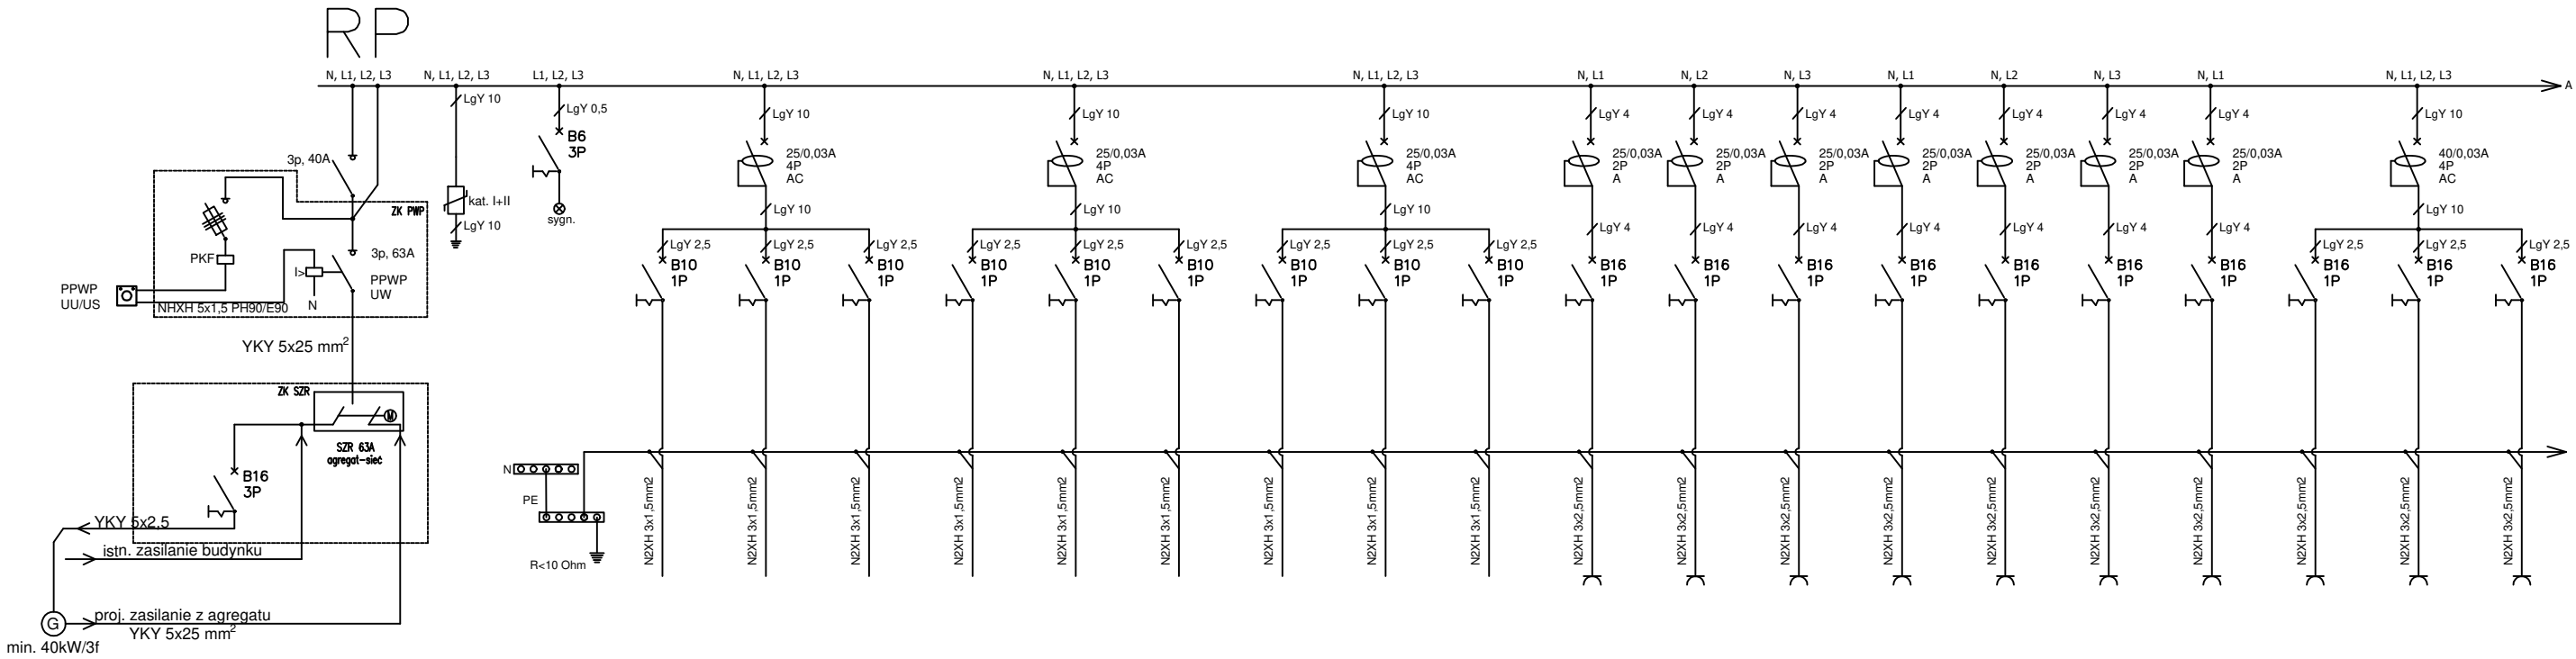 RP
N, L1, L2, L3
N, L1, L2, L3
L1, L2, L3
N, L1, L2, L3
N, L1, L2, L3
N, L1, L2, L3
N, L1
N, L2
N, L3
N, L1
N, L2
N, L3
N, L1
N, L1, L2, L3
A
LgY 10
LgY 0,5
LgY 10
LgY 10
LgY 10
LgY 4
LgY 4
LgY 4
LgY 4
LgY 4
LgY 4
LgY 4
LgY 10
3p, 40A
B6
3P
25/0,03A
4P
AC
25/0,03A
4P
AC
25/0,03A
4P
AC
25/0,03A
2P
A
25/0,03A
2P
A
25/0,03A
2P
A
25/0,03A
2P
A
25/0,03A
2P
A
25/0,03A
2P
A
25/0,03A
2P
A
40/0,03A
4P
AC
kat. I+II
LgY 10
sygn.
ZK PWP
LgY 10
LgY 10
LgY 10
LgY 4
LgY 4
LgY 4
LgY 4
LgY 4
LgY 4
LgY 4
LgY 10
LgY 2,5
LgY 2,5
LgY 2,5
LgY 2,5
LgY 2,5
LgY 2,5
LgY 2,5
LgY 2,5
LgY 2,5
LgY 2,5
LgY 2,5
LgY 2,5
PKF
I>
N
3p, 63A
PPWP
UW
PPWP
UU/US
NHXH 5x1,5 PH90/E90
B10
1P
B10
1P
B10
1P
B10
1P
B10
1P
B10
1P
B10
1P
B10
1P
B10
1P
B16
1P
B16
1P
B16
1P
B16
1P
B16
1P
B16
1P
B16
1P
B16
1P
B16
1P
B16
1P
YKY 5x25 mm²
ZK SZR
M
SZR 63A
agregat-sieć
B16
3P
YKY 5x2,5
istn. zasilanie budynku
G
proj. zasilanie z agregatu
YKY 5x25 mm²
min. 40kW/3f
N
PE
R<10 Ohm
N2XH 3x1,5mm2
N2XH 3x1,5mm2
N2XH 3x1,5mm2
N2XH 3x1,5mm2
N2XH 3x1,5mm2
N2XH 3x1,5mm2
N2XH 3x1,5mm2
N2XH 3x1,5mm2
N2XH 3x1,5mm2
N2XH 3x2,5mm2
N2XH 3x2,5mm2
N2XH 3x2,5mm2
N2XH 3x2,5mm2
N2XH 3x2,5mm2
N2XH 3x2,5mm2
N2XH 3x2,5mm2
N2XH 3x2,5mm2
N2XH 3x2,5mm2
N2XH 3x2,5mm2